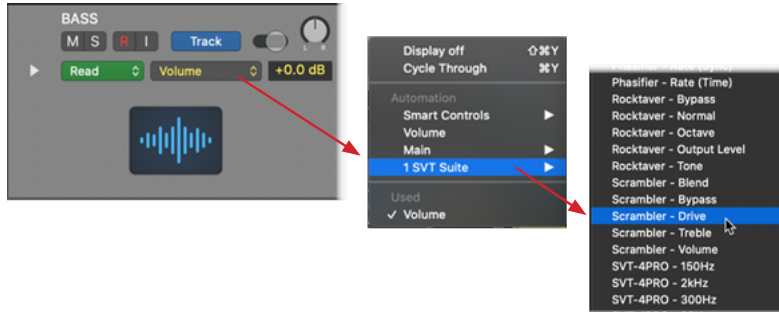 BASS
M S R I Track
L R
Read Volume +0.0 dB
Display off ⇧⌘Y
Cycle Through ⌘Y
Automation
Smart Controls
Volume
Main
1 SVT Suite
Used
✓ Volume
Phasifier - Rate (Time)
Rocktaver - Bypass
Rocktaver - Normal
Rocktaver - Octave
Rocktaver - Output Level
Rocktaver - Tone
Scrambler - Blend
Scrambler - Bypass
Scrambler - Drive
Scrambler - Treble
Scrambler - Volume
SVT-4PRO - 150Hz
SVT-4PRO - 2kHz
SVT-4PRO - 300Hz